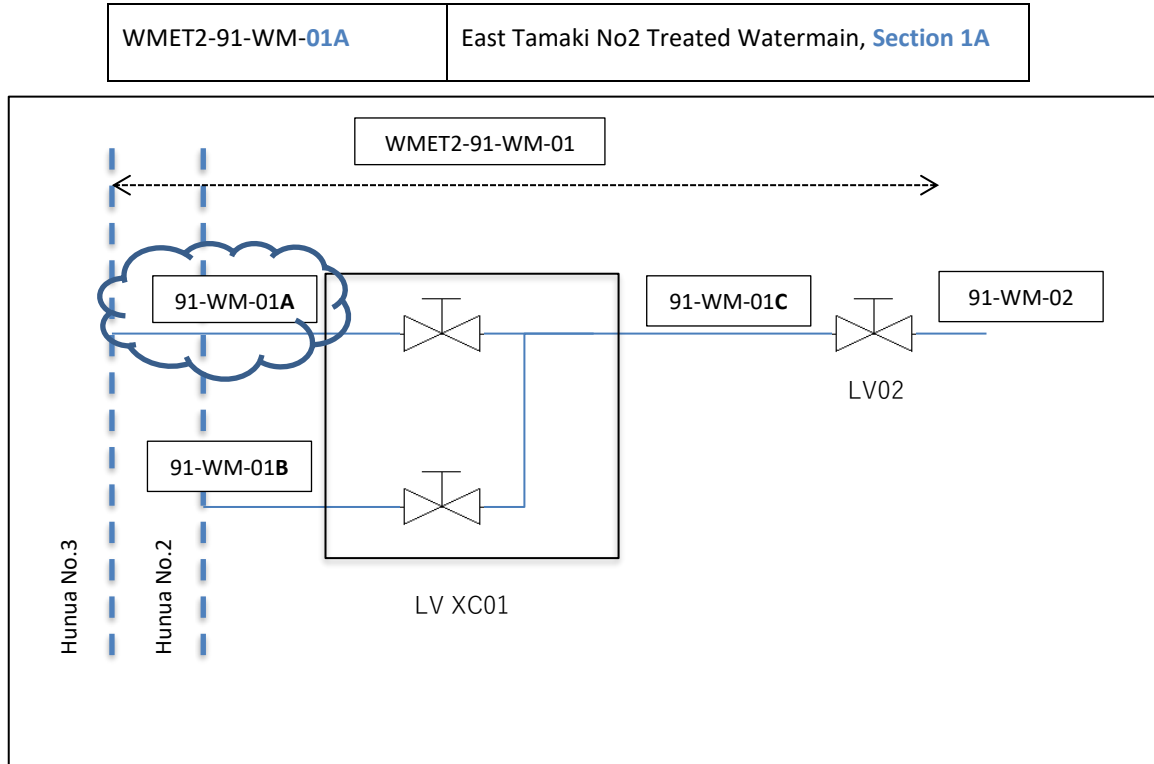 WMET2-91-WM-01A
East Tamaki No2 Treated Watermain, Section 1A
WMET2-91-WM-01
91-WM-01A
91-WM-01C
91-WM-02
LV02
91-WM-01B
Hunua No.3
Hunua No.2
LV XC01